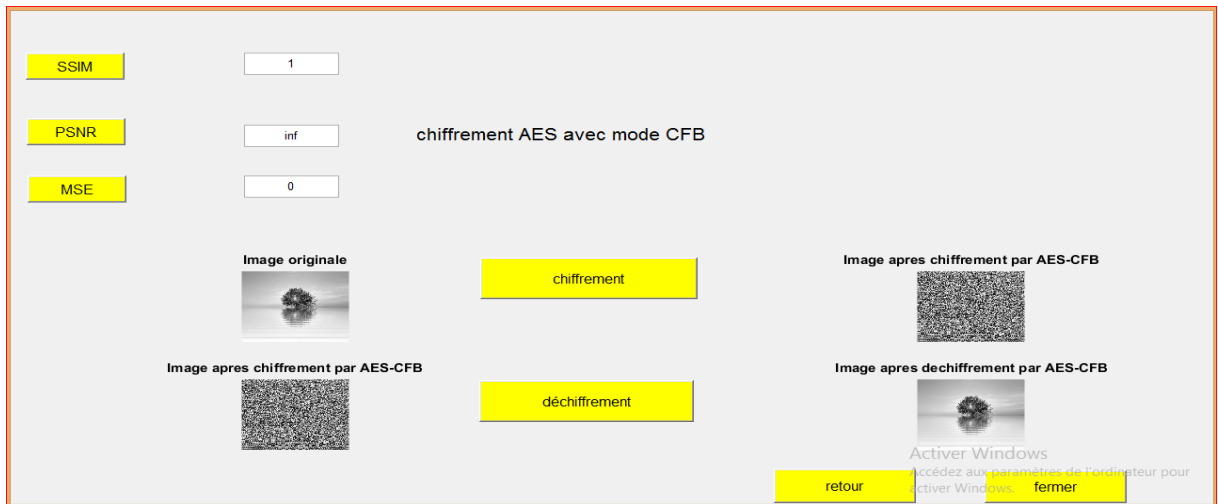 SSIM
1
PSNR
inf
chiffrement AES avec mode CFB
MSE
0
Image originale
chiffrement
Image apres chiffrement par AES-CFB
Image apres chiffrement par AES-CFB
déchiffrement
Image apres dechiffrement par AES-CFB
Activer Windows
Accédez aux paramètres de l'ordinateur pour
activer Windows.
retour
fermer